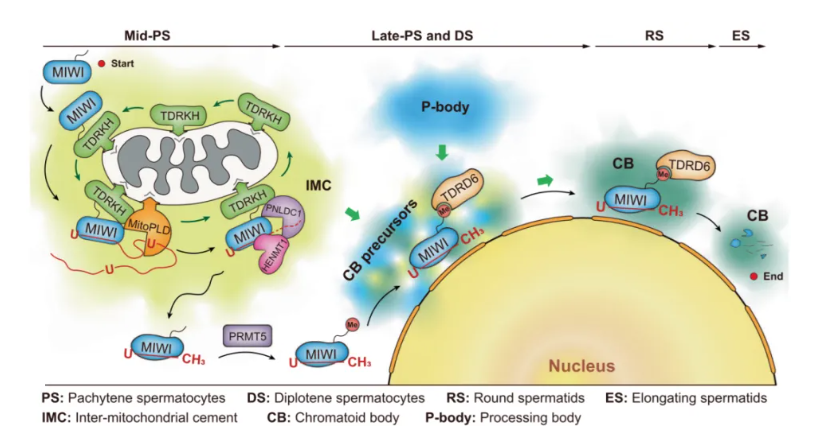 Mid-PS
Late-PS and DS
RS
ES
MIWI
Start
MIWI
TDRKH
TDRKH
TDRKH
TDRKH
MIWI
U
MitoPLD
U
U
TDRKH
PNLDC1
MIWI
U
HENMT1
IMC
MIWI
U
CH₃
PRMT5
Me
MIWI
U
CH₃
P-body
CB precursors
TDRD6
Me
MIWI
U
CB
TDRD6
Me
MIWI
U
CH₃
CB
End
Nucleus
PS: Pachytene spermatocytes DS: Diplotene spermatocytes RS: Round spermatids ES: Elongating spermatids
IMC: Inter-mitochondrial cement CB: Chromatoid body P-body: Processing body